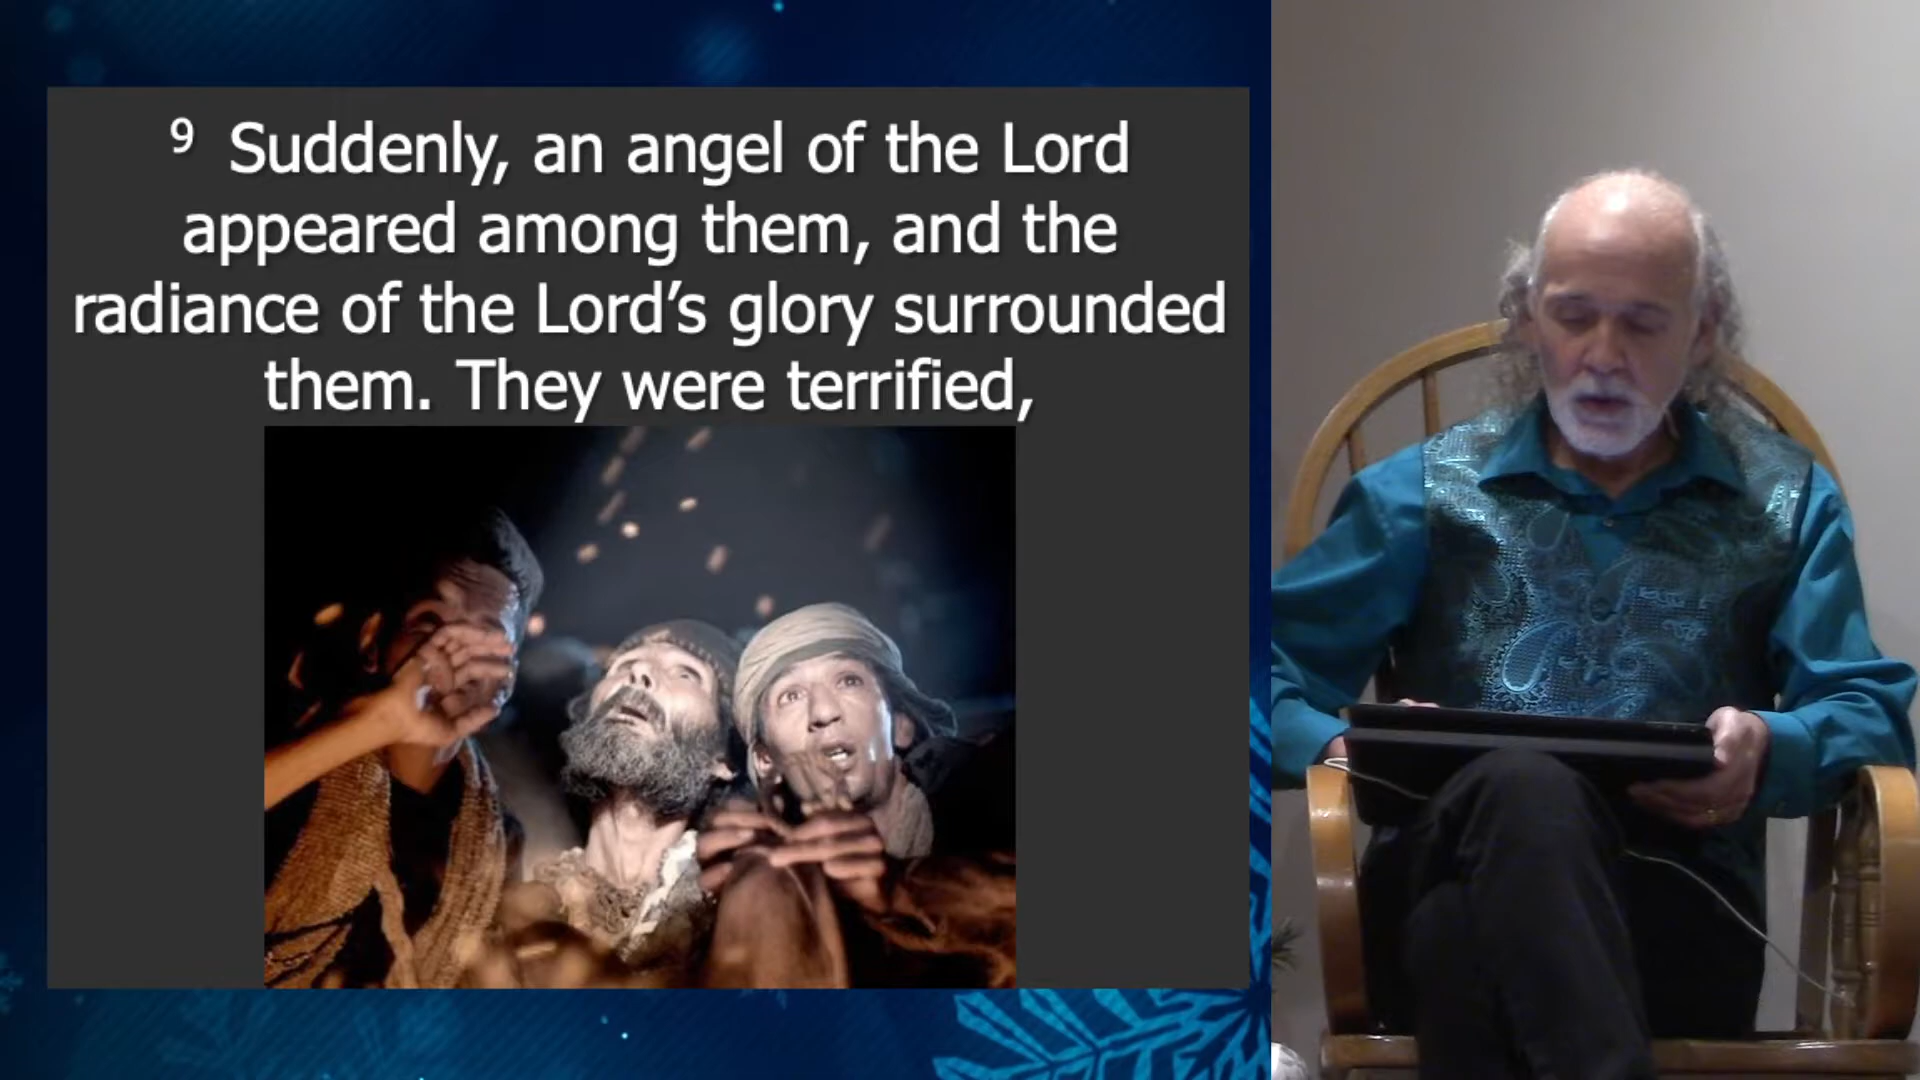 9 Suddenly, an angel of the Lord
appeared among them, and the
radiance of the Lord’s glory surrounded
them. They were terrified,